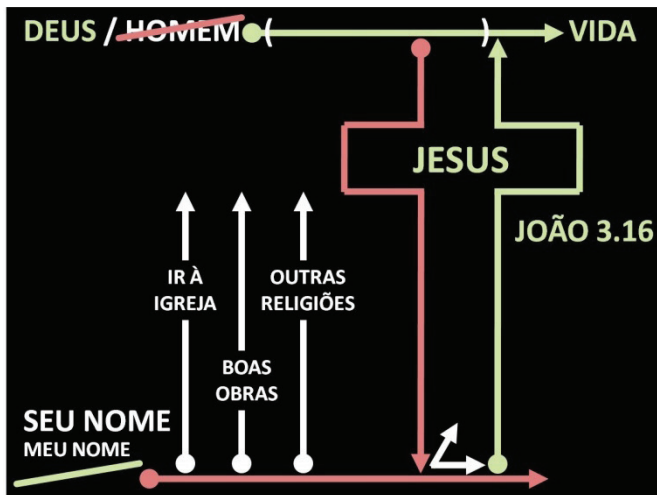 DEUS / HOMEM ( ) VIDA
JESUS
JOÃO 3.16
IR À
IGREJA
OUTRAS
RELIGIÕES
BOAS
OBRAS
SEU NOME
MEU NOME